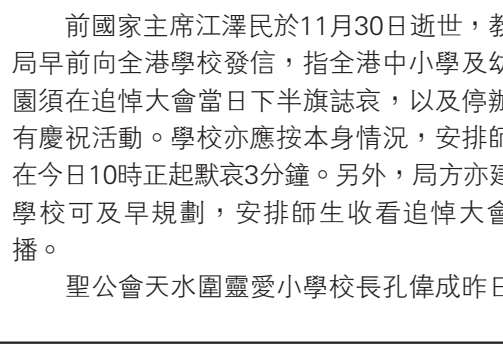 前國家主席江澤民於11月30日逝世，教
局早前向全港學校發信，指全港中小學及幼
園須在追悼大會當日下半旗誌哀，以及停辦
有慶祝活動。學校亦應按本身情況，安排師
在今日10時正起默哀3分鐘。另外，局方亦建
學校可及早規劃，安排師生收看追悼大會
播。
聖公會天水圍靈愛小學校長孔偉成昨日